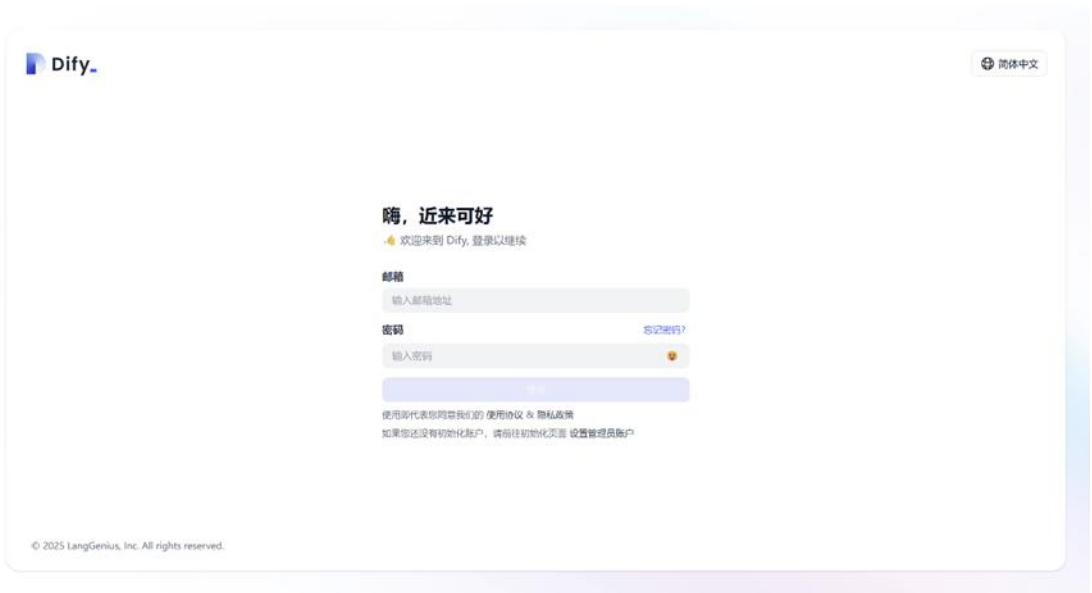 Dify_
简体中文
嗨，近来可好
欢迎来到 Dify, 登录以继续
邮箱
输入邮箱地址
密码
忘记密码?
输入密码
使用即代表您同意我们的 使用协议 & 隐私政策
如果您还没有初始化账户，请前往初始化页面 设置管理员账户
© 2025 LangGenius, Inc. All rights reserved.